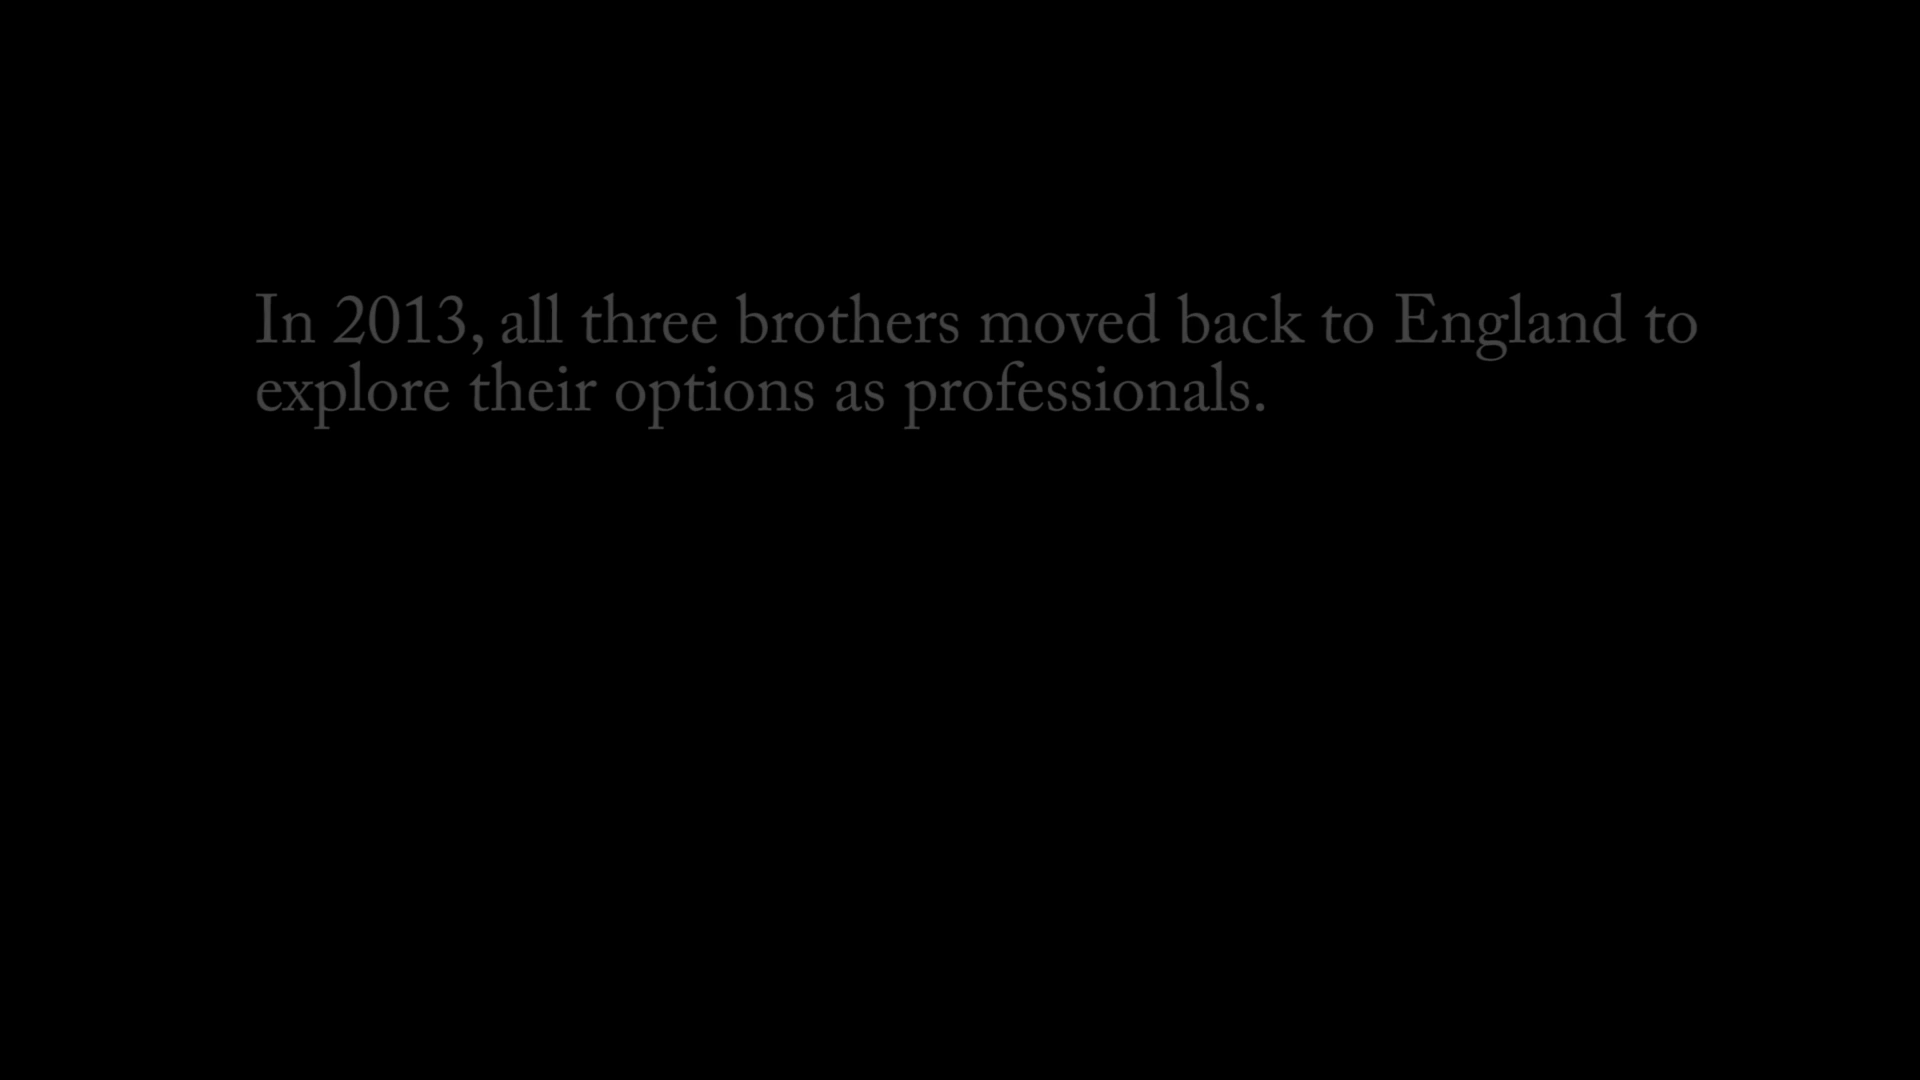 In 2013, all three brothers moved back to England to
explore their options as professionals.